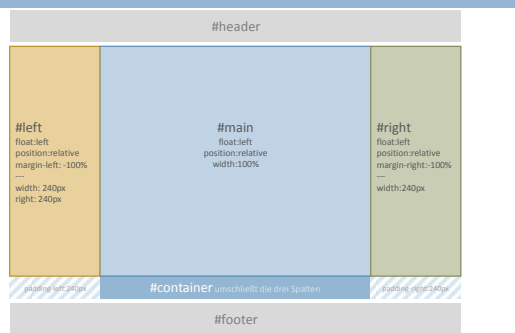 #header
#left
float:left
position:relative
margin-left: -100%
---
width: 240px
right: 240px
#main
float:left
position:relative
width:100%
#right
float:left
position:relative
margin-right:-100%
---
width:240px
padding-left:240px
#container umschließt die drei Spalten
padding-right:240px
#footer